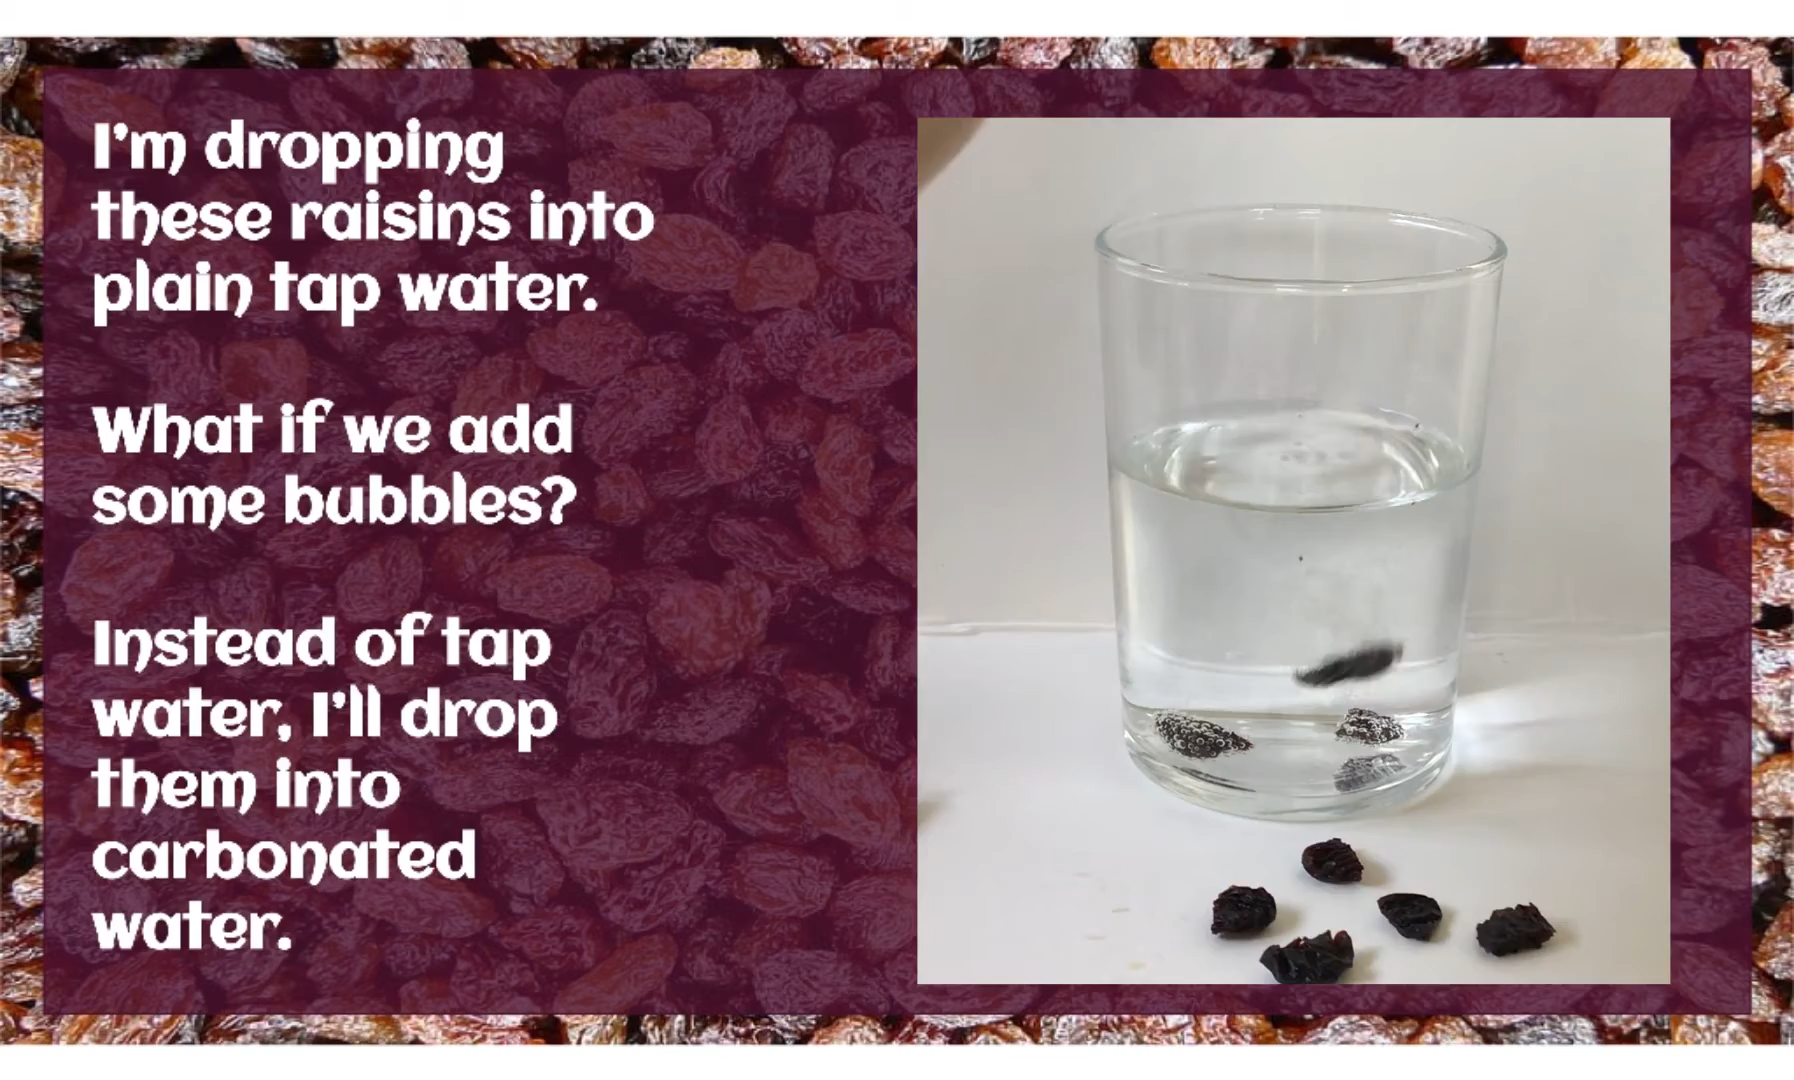 I'm dropping
these raisins into
plain tap water.
What if we add
some bubbles?
Instead of tap
water, I'll drop
them into
carbonated
water.